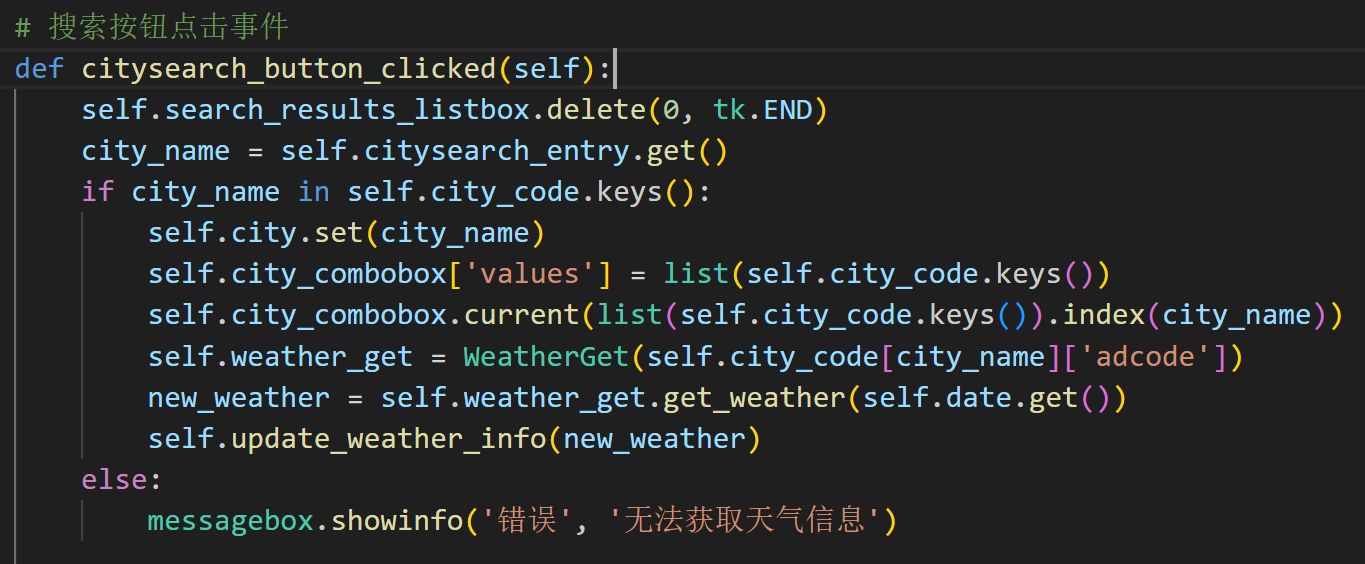 # 搜索按钮点击事件
def citysearch_button_clicked(self):
    self.search_results_listbox.delete(0, tk.END)
    city_name = self.citysearch_entry.get()
    if city_name in self.city_code.keys():
        self.city.set(city_name)
        self.city_combobox['values'] = list(self.city_code.keys())
        self.city_combobox.current(list(self.city_code.keys()).index(city_name))
        self.weather_get = WeatherGet(self.city_code[city_name]['adcode'])
        new_weather = self.weather_get.get_weather(self.date.get())
        self.update_weather_info(new_weather)
    else:
        messagebox.showinfo('错误', '无法获取天气信息')